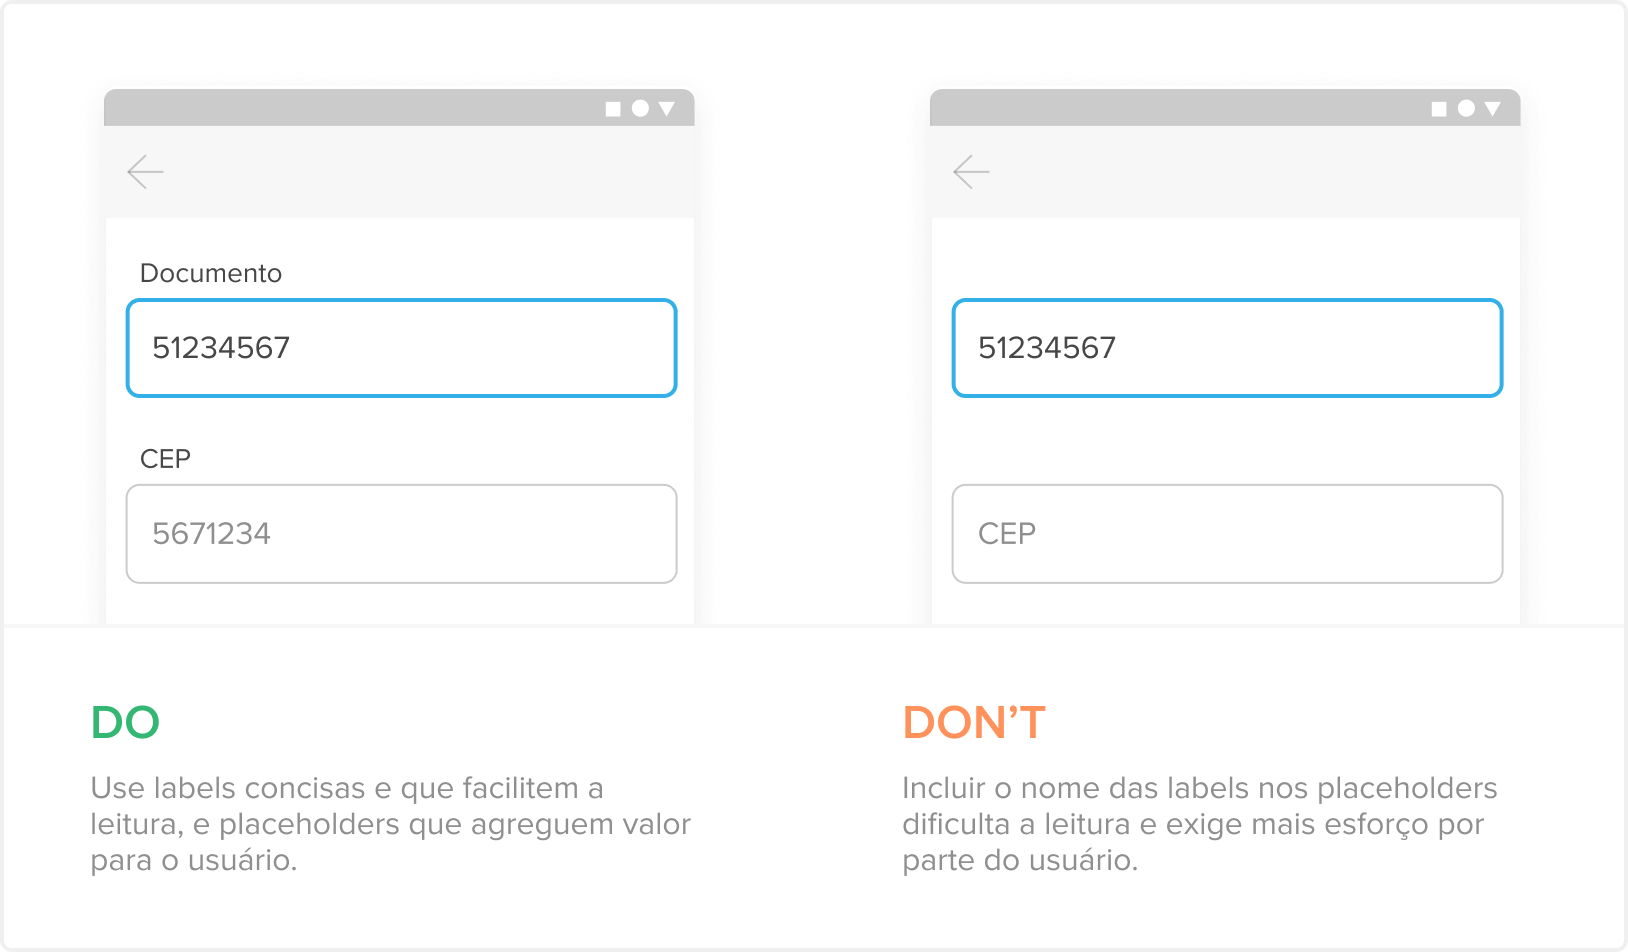 Documento
51234567
CEP
5671234
51234567
CEP
DO
Use labels concisas e que facilitem a
leitura, e placeholders que agreguem valor
para o usuário.
DON’T
Incluir o nome das labels nos placeholders
dificulta a leitura e exige mais esforço por
parte do usuário.